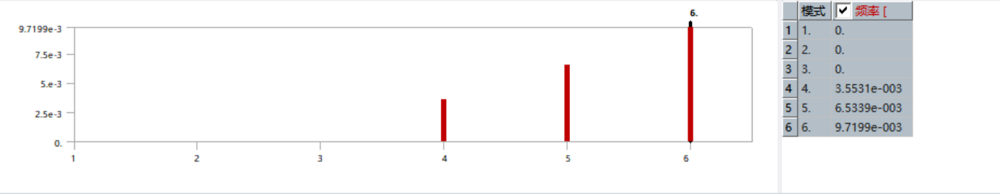 6.
9.7199e-3
7.5e-3
5.e-3
2.5e-3
0.
1 2 3 4 5 6
模式 频率 [
1 1. 0.
2 2. 0.
3 3. 0.
4 4. 3.5531e-003
5 5. 6.5339e-003
6 6. 9.7199e-003